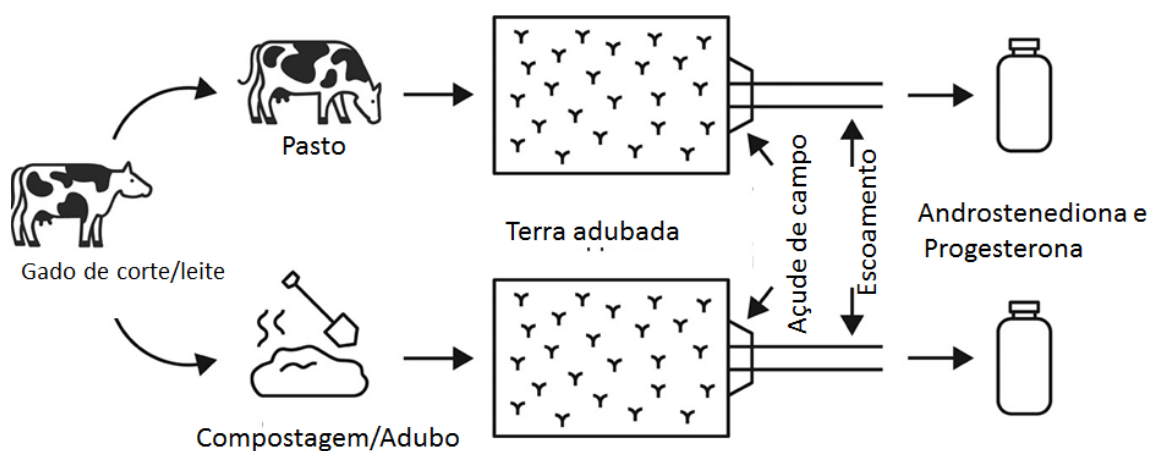 Pasto
Gado de corte/leite
Terra adubada
Açude de campo
Escoamento
Androstenediona e
Progesterona
Compostagem/Adubo